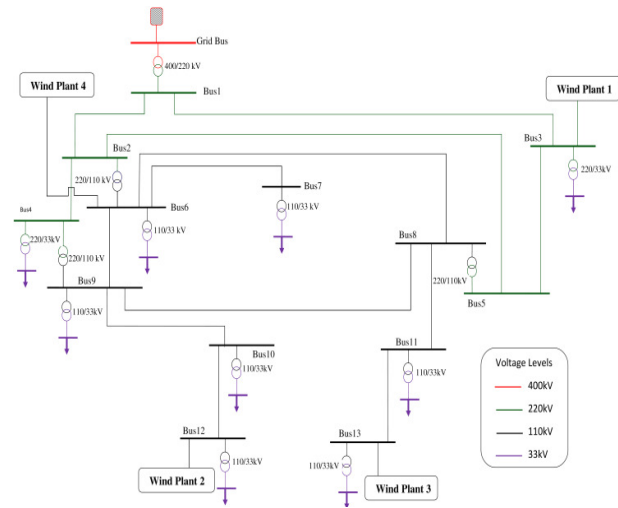 Grid Bus
400/220 kV
Wind Plant 4
Bus1
Wind Plant 1
Bus3
Bus2
220/110 kV
220/33kV
Bus7
Bus6
Bus4
110/33 kV
110/33 kV
220/33kV
220/110 kV
Bus8
220/110kV
Bus9
Bus5
110/33kV
Bus10
Bus11
110/33kV
110/33kV
Voltage Levels
400kV
220kV
110kV
33kV
Bus12
Bus13
110/33kV
110/33kV
Wind Plant 2
Wind Plant 3